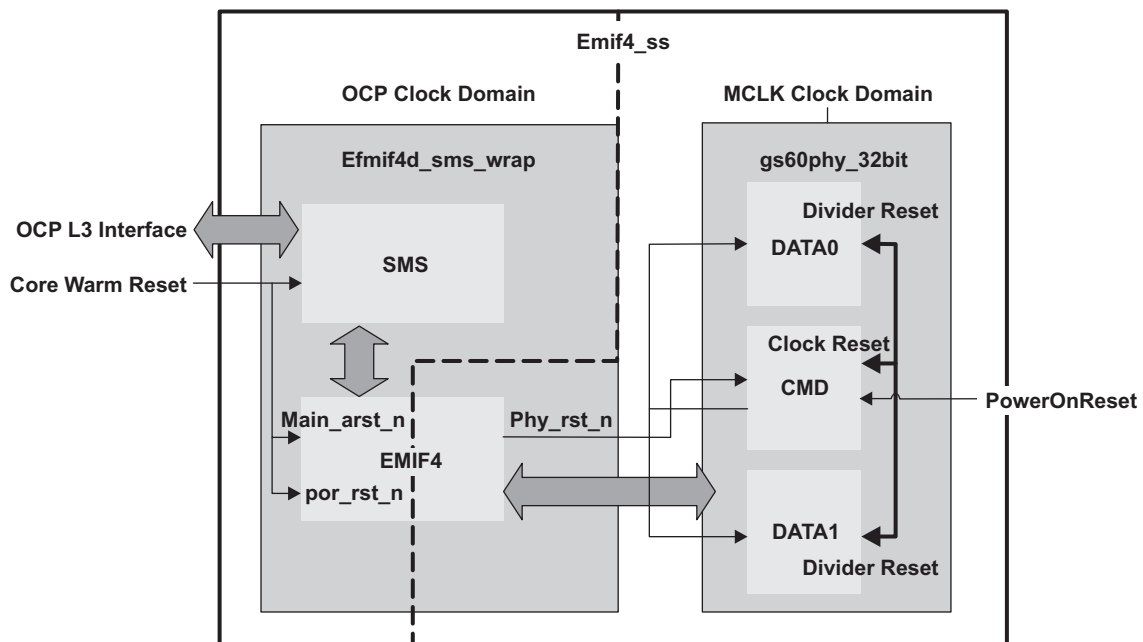 Emif4_ss
OCP Clock Domain
MCLK Clock Domain
Efmif4d_sms_wrap
gs60phy_32bit
Divider Reset
OCP L3 Interface
DATA0
SMS
Core Warm Reset
Clock Reset
CMD
PowerOnReset
Main_arst_n
Phy_rst_n
EMIF4
por_rst_n
DATA1
Divider Reset